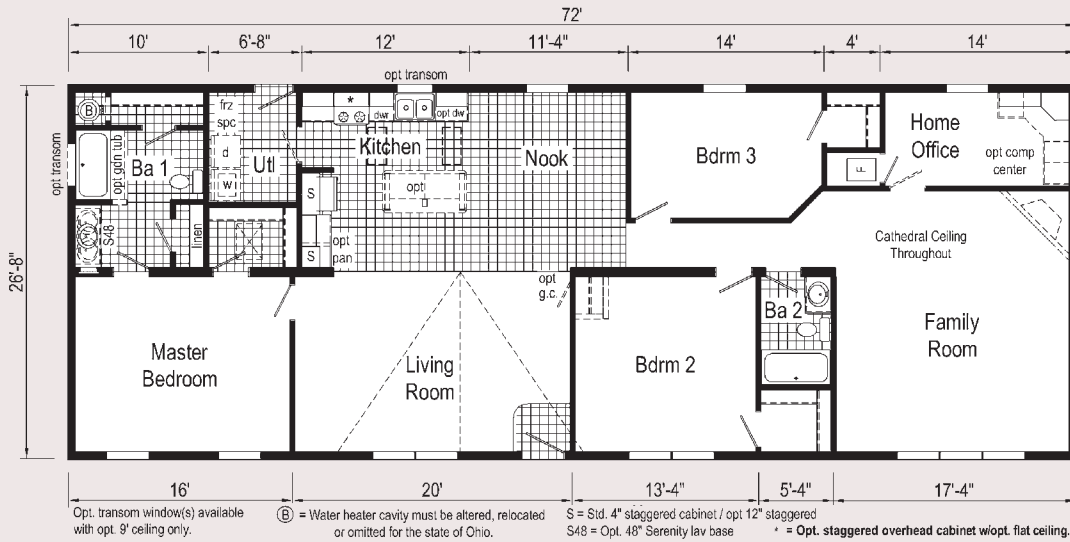 72'
10' 6'-8" 12' 11'-4" 14' 4' 14'
opt transom
26'-8"
opt transom
B
frz
spc
d
w
Utl
Ba 1
opt gdn tub
S48
linen
*
dwr
opt dw
Kitchen
Nook
opt
S
S
opt
pan
Bdrm 3
Home
Office
opt comp
center
Cathedral Ceiling
Throughout
Family
Room
opt
g.c.
Ba 2
Bdrm 2
Living
Room
Master
Bedroom
16' 20' 13'-4" 5'-4" 17'-4"
Opt. transom window(s) available
with opt. 9' ceiling only.
B = Water heater cavity must be altered, relocated
or omitted for the state of Ohio.
S = Std. 4" staggered cabinet / opt 12" staggered
S48 = Opt. 48" Serenity lav base
* = Opt. staggered overhead cabinet w/opt. flat ceiling.